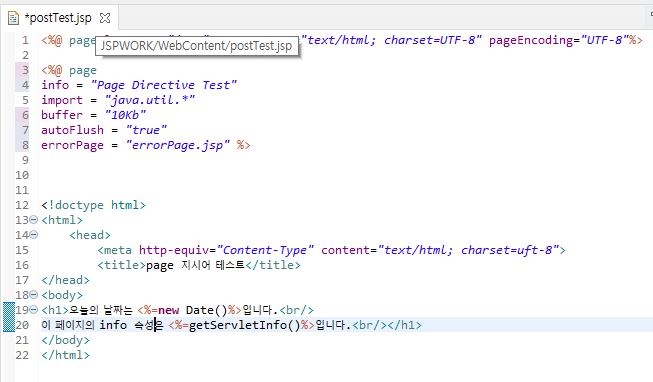 *postTest.jsp
JSPWORK/WebContent/postTest.jsp
1 <%@ page "text/html; charset=UTF-8" pageEncoding="UTF-8"%>
2
3 <%@ page
4 info = "Page Directive Test"
5 import = "java.util.*"
6 buffer = "10Kb"
7 autoFlush = "true"
8 errorPage = "errorPage.jsp" %>
9
10
11
12 <!doctype html>
13 <html>
14 <head>
15 <meta http-equiv="Content-Type" content="text/html; charset=uft-8">
16 <title>page 지시어 테스트</title>
17 </head>
18 <body>
19 <h1>오늘의 날짜는 <%=new Date()%>입니다.<br/>
20 이 페이지의 info 속성은 <%=getServletInfo()%>입니다.<br/></h1>
21 </body>
22 </html>